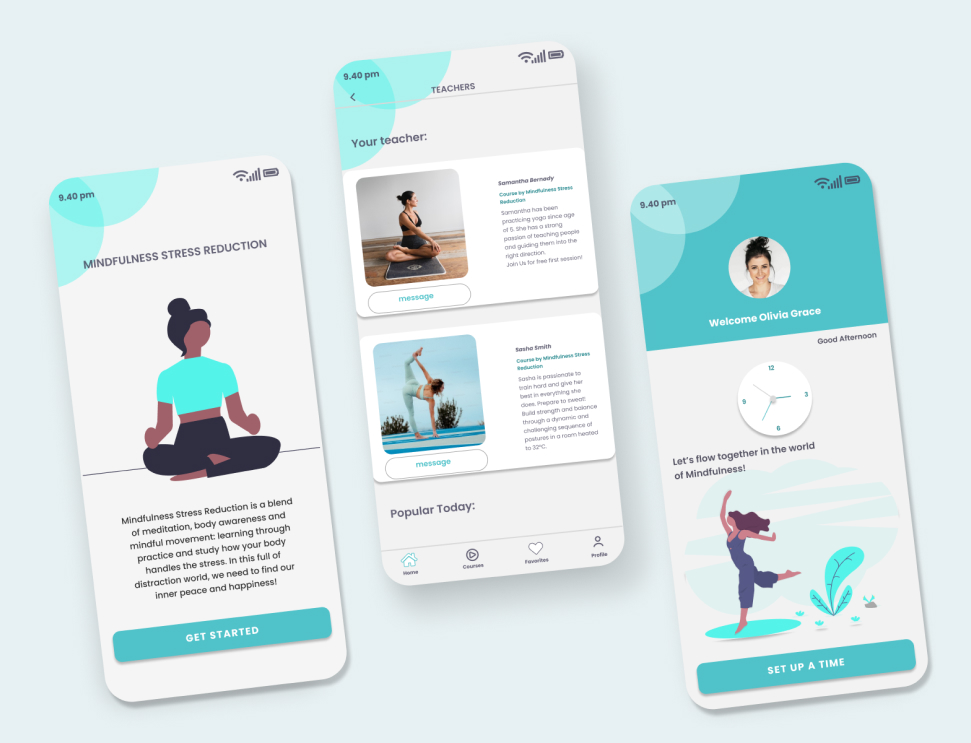 9.40 pm
MINDFULNESS STRESS REDUCTION
Mindfulness Stress Reduction is a blend
of meditation, body awareness and
mindful movement: learning through
practice and study how your body
handles the stress. In this full of
distraction world, we need to find our
inner peace and happiness!
GET STARTED
9.40 pm
TEACHERS
Your teacher:
Samantha Bernady
Course by Mindfulness Stress
Reduction
Samantha has been
practicing yoga since age
of 5. She has a strong
passion of teaching people
and guiding them into the
right direction.
Join Us for free first session!
message
Sasha Smith
Course by Mindfulness Stress
Reduction
Sasha is passionate to
train hard and give her
best in everything she
does. Prepare to sweat!
Build strength and balance
through a dynamic and
challenging sequence of
postures in a room heated
to 32°C.
message
Popular Today:
Home
Courses
Favorites
Profile
9.40 pm
Welcome Olivia Grace
Good Afternoon
12
9
3
6
Let's flow together in the world
of Mindfulness!
SET UP A TIME